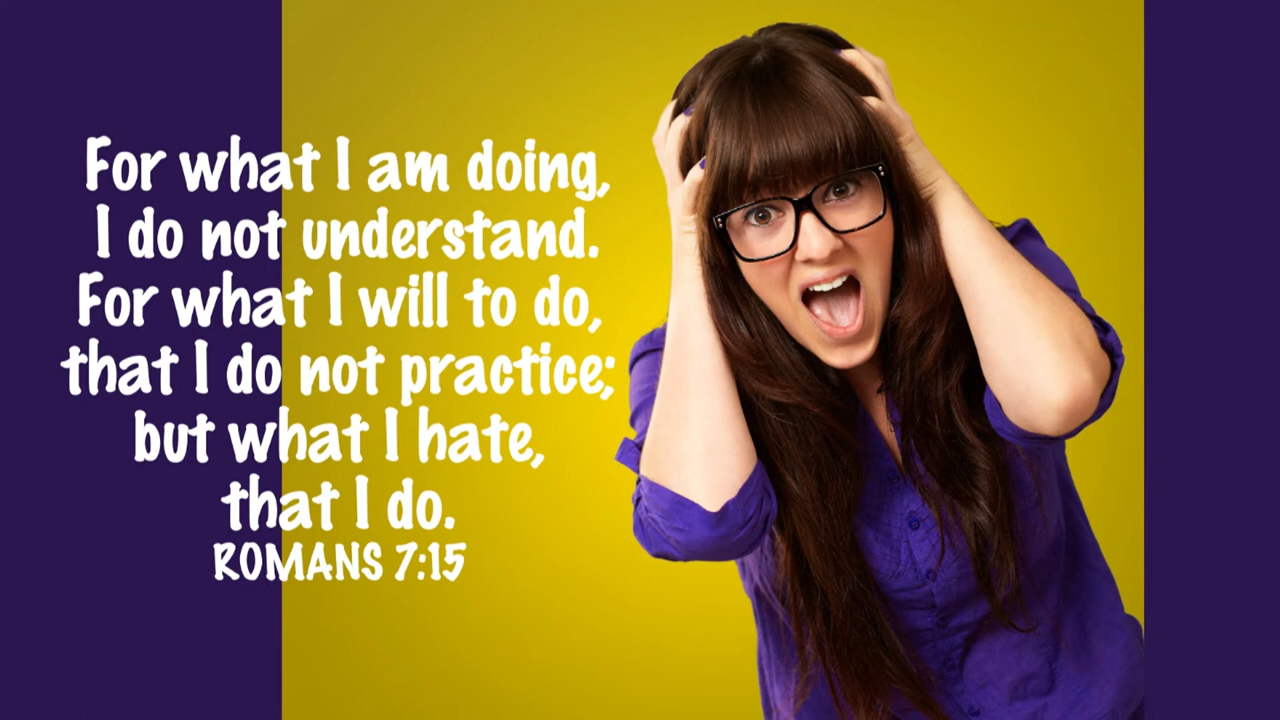 For what I am doing,
I do not understand.
For what I will to do,
that I do not practice;
but what I hate,
that I do.
ROMANS 7:15